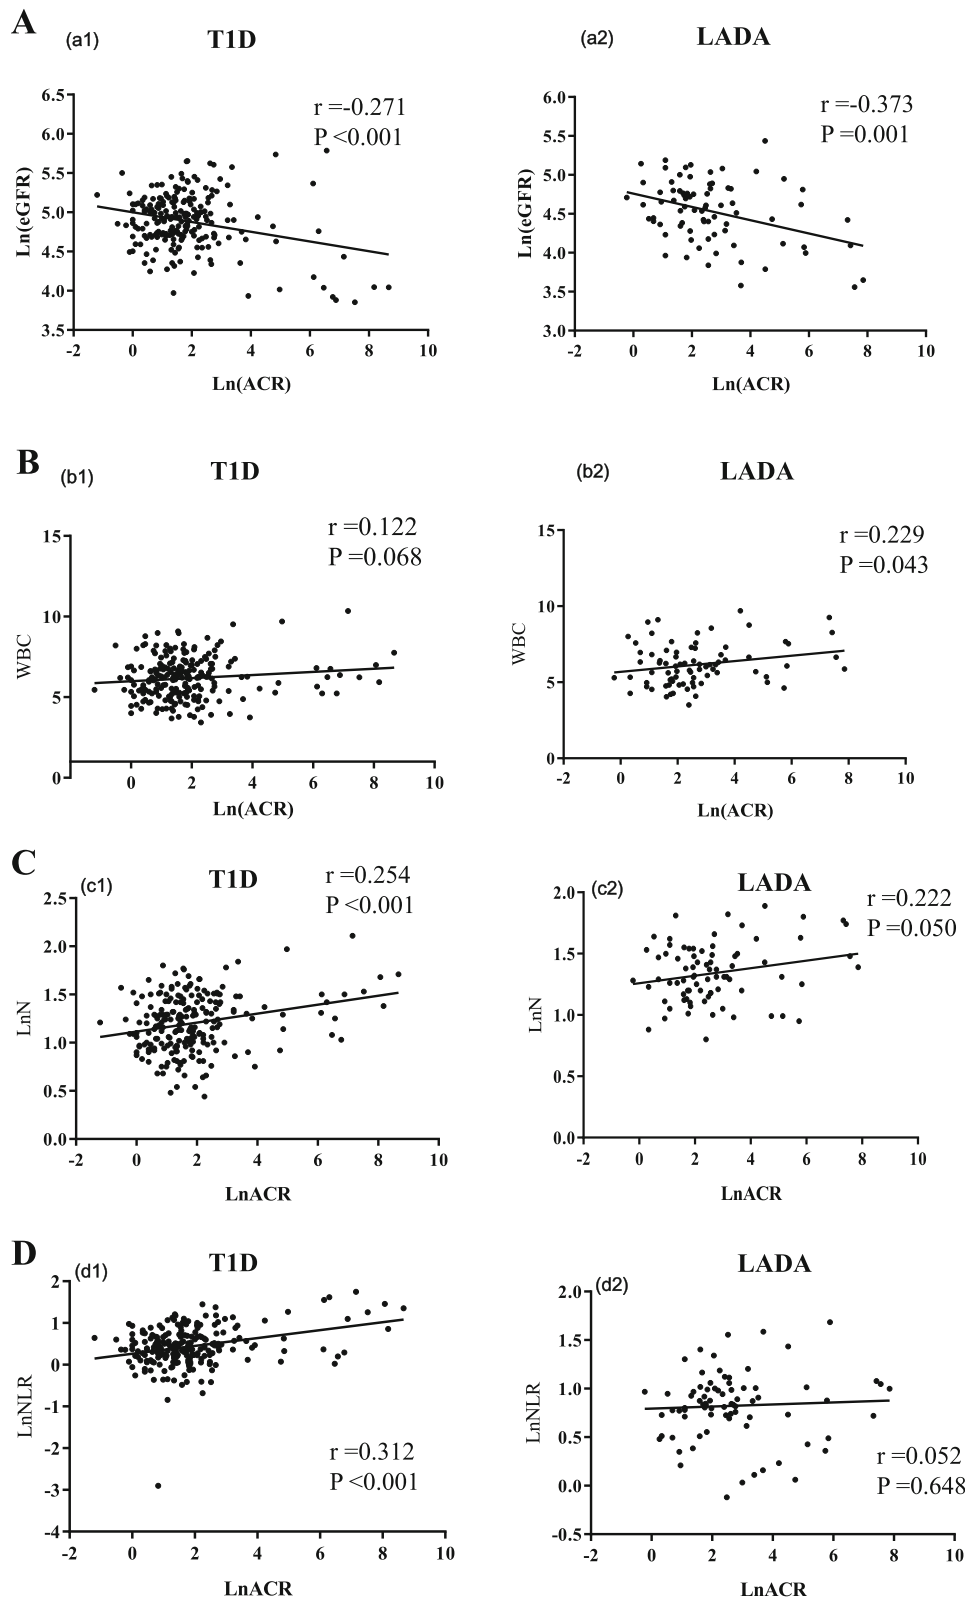 A
(a1)
T1D
(a2)
LADA
r =-0.271
P <0.001
6.5
6.0
5.5
5.0
4.5
4.0
3.5
Ln(eGFR)
-2 0 2 4 6 8 10
Ln(ACR)
r =-0.373
P =0.001
6.0
5.5
5.0
4.5
4.0
3.5
3.0
Ln(eGFR)
-2 0 2 4 6 8 10
Ln(ACR)
B
(b1)
T1D
(b2)
LADA
r =0.122
P =0.068
15
10
5
0
WBC
0 2 4 6 8 10
Ln(ACR)
r =0.229
P =0.043
15
10
5
0
WBC
-2 0 2 4 6 8 10
Ln(ACR)
C
(c1)
T1D
r =0.254
P <0.001
2.5
2.0
1.5
1.0
0.5
0.0
LnN
-2 0 2 4 6 8 10
LnACR
(c2)
LADA
r =0.222
P =0.050
2.0
1.5
1.0
0.5
0.0
LnN
-2 0 2 4 6 8 10
LnACR
D
(d1)
T1D
2
1
0
-1
-2
-3
-4
LnNLR
r =0.312
P <0.001
-2 0 2 4 6 8 10
LnACR
(d2)
LADA
2.0
1.5
1.0
0.5
0.0
-0.5
LnNLR
r =0.052
P =0.648
-2 0 2 4 6 8 10
LnACR